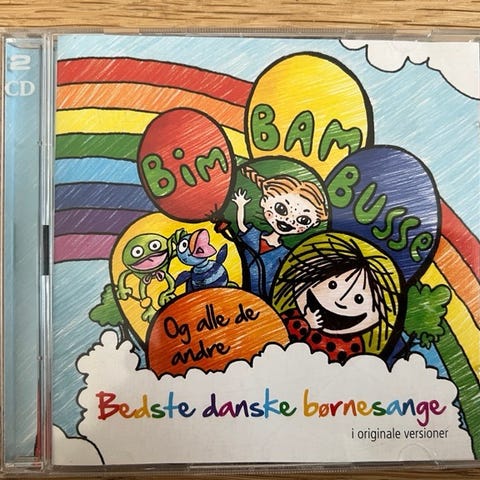 2
CD
Bim
BAM
BUSSE
Og alle de
andre
Bedste danske børnesange
i originale versioner